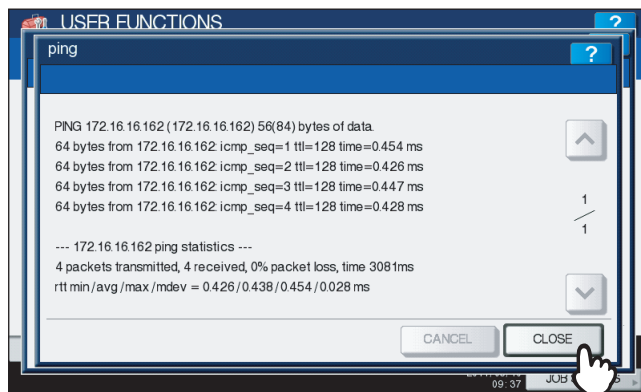 USER FUNCTIONS
?
ping
?
PING 172.16.16.162 (172.16.16.162) 56(84) bytes of data.
64 bytes from 172.16.16.162: icmp_seq=1 ttl=128 time=0.454 ms
64 bytes from 172.16.16.162: icmp_seq=2 ttl=128 time=0.426 ms
64 bytes from 172.16.16.162: icmp_seq=3 ttl=128 time=0.447 ms
64 bytes from 172.16.16.162: icmp_seq=4 ttl=128 time=0.428 ms
1
1
--- 172.16.16.162 ping statistics ---
4 packets transmitted, 4 received, 0% packet loss, time 3081ms
rtt min/avg/max/mdev = 0.426/0.438/0.454/0.028 ms
CANCEL
CLOSE
09:37
JOB